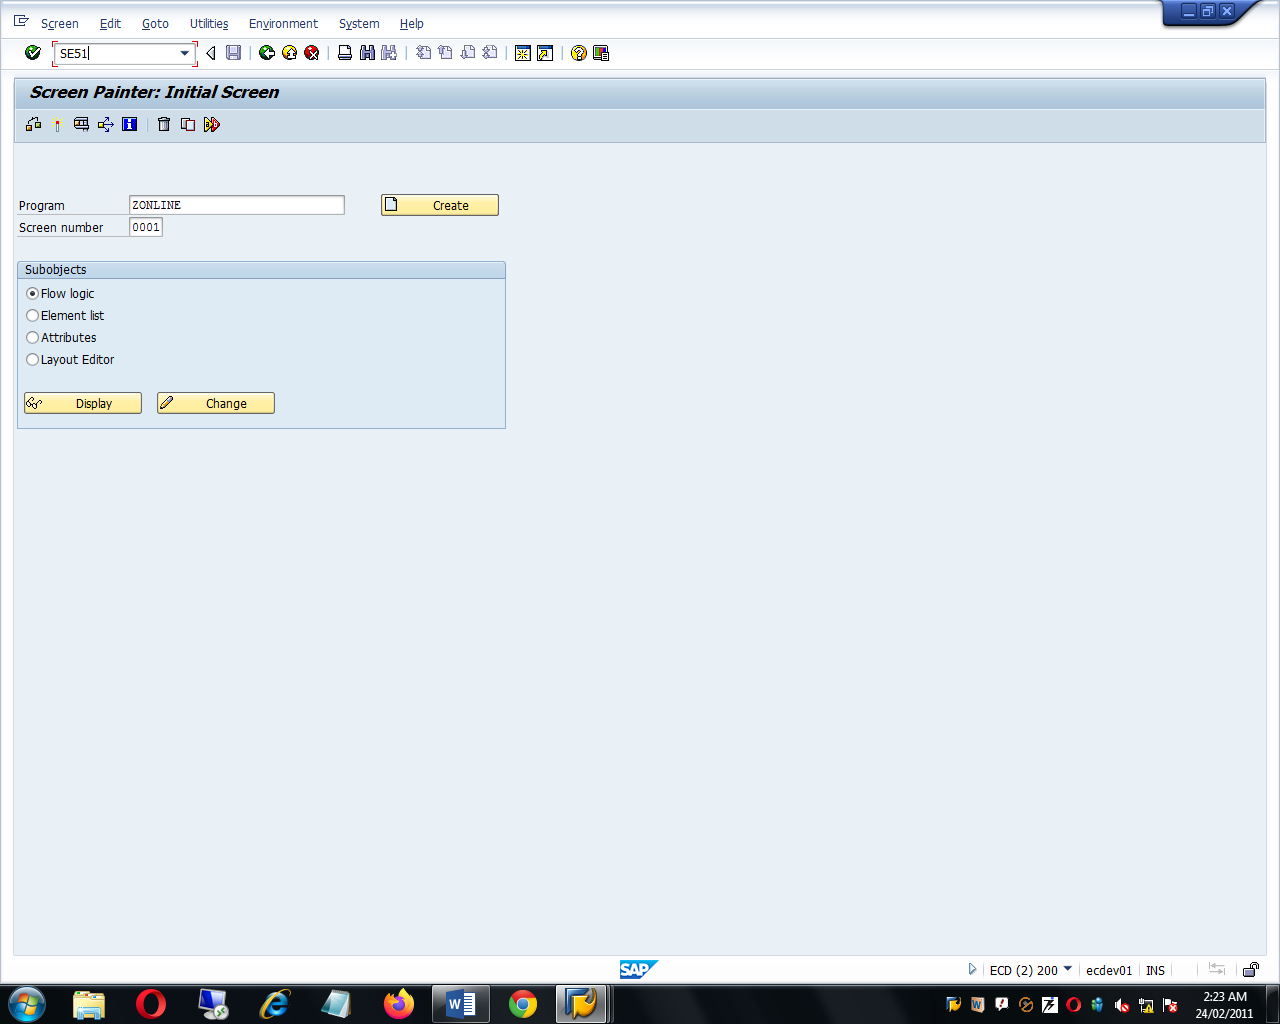 Screen Edit Goto Utilities Environment System Help
SE51
Screen Painter: Initial Screen
Program ZONLINE Create
Screen number 0001
Subobjects
Flow logic
Element list
Attributes
Layout Editor
Display Change
SAP
ECD (2) 200 ecdev01 INS
2:23 AM
24/02/2011